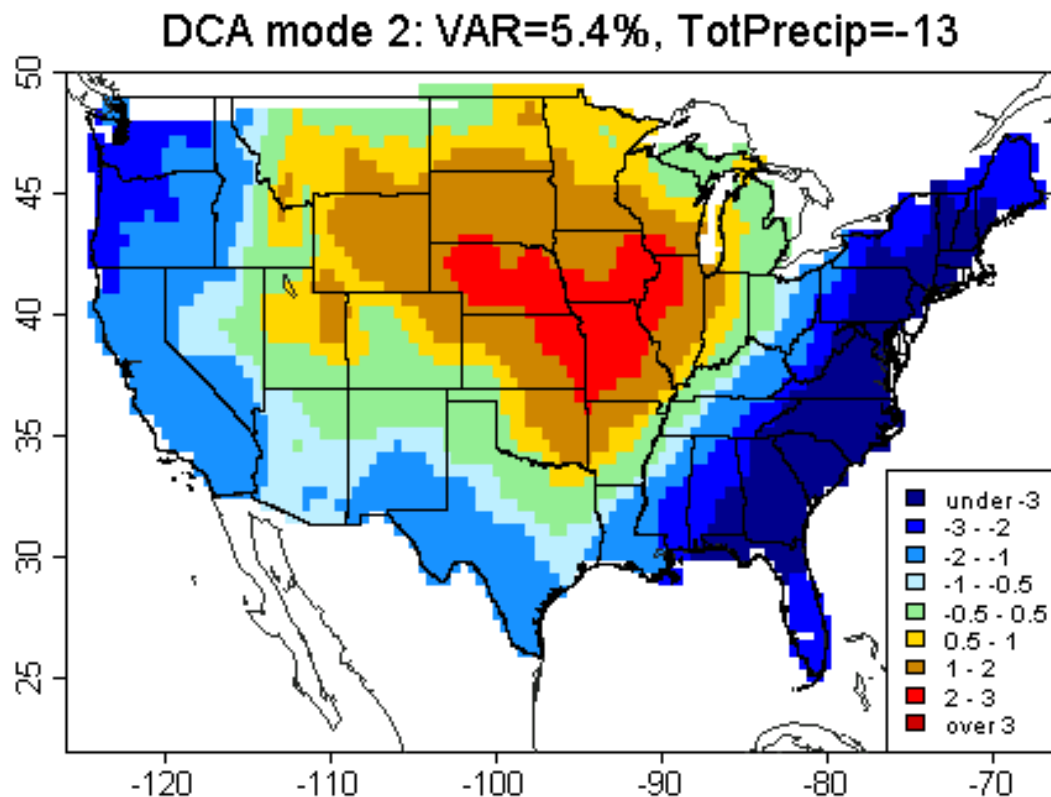 DCA mode 2: VAR=5.4%, TotPrecip=-13
50
45
40
35
30
25
under -3
-3 - -2
-2 - -1
-1 - -0.5
-0.5 - 0.5
0.5 - 1
1 - 2
2 - 3
over 3
-120 -110 -100 -90 -80 -70